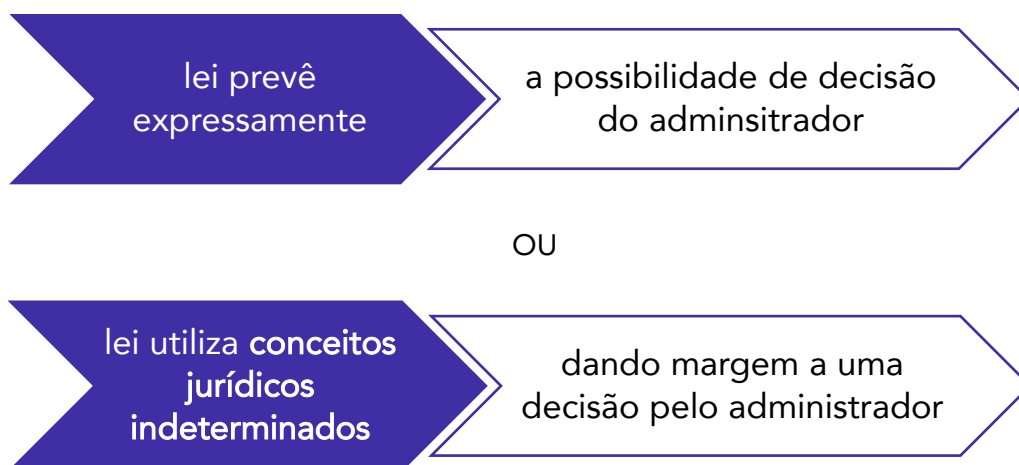 lei prevê
expressamente
a possibilidade de decisão
do adminsitrador
OU
lei utiliza conceitos
jurídicos
indeterminados
dando margem a uma
decisão pelo administrador